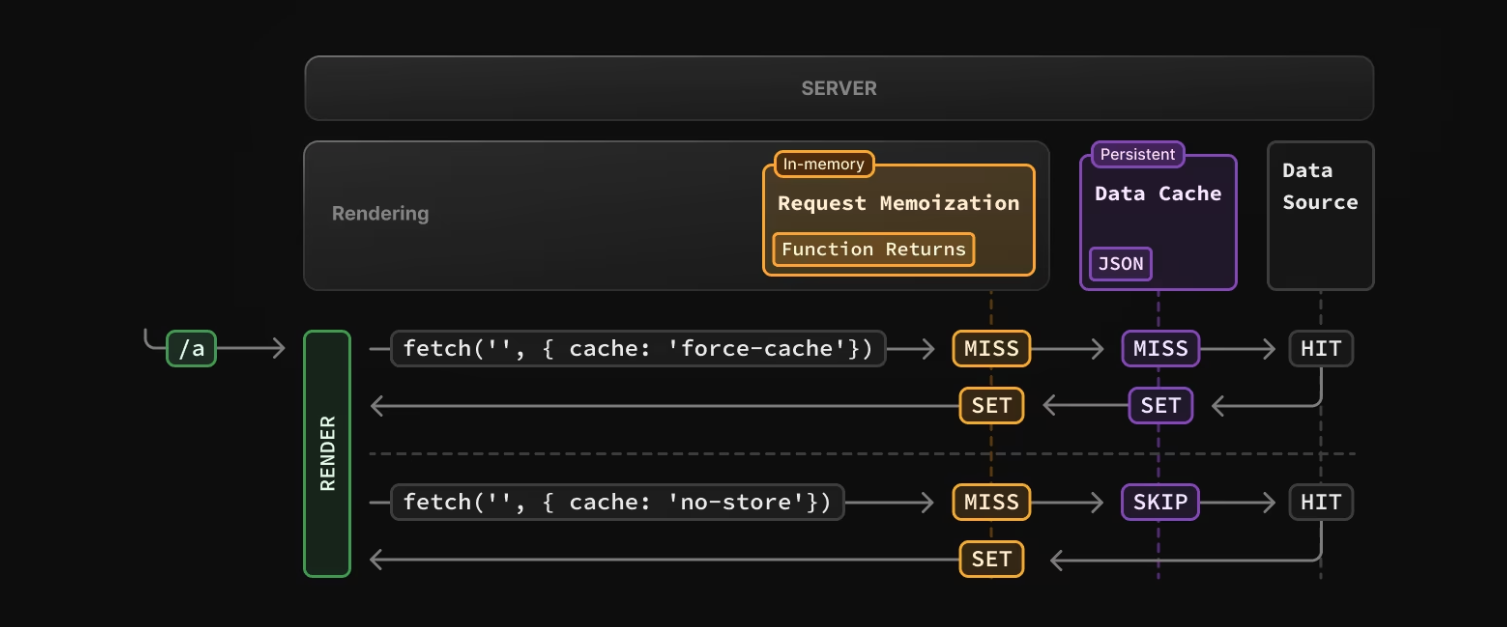 SERVER
Rendering
In-memory
Request Memoization
Function Returns
Persistent
Data Cache
JSON
Data
Source
/a
RENDER
fetch('', { cache: 'force-cache'})
MISS
MISS
HIT
SET
SET
fetch('', { cache: 'no-store'})
MISS
SKIP
HIT
SET